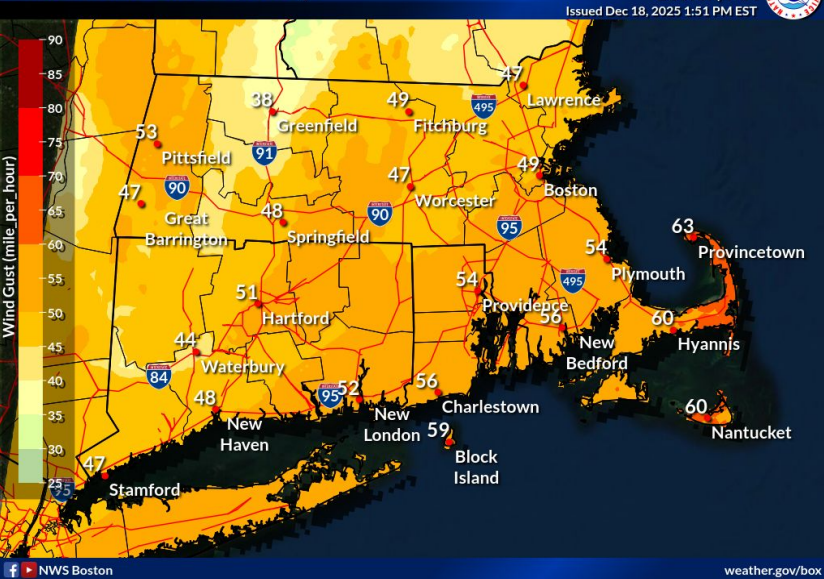 Issued Dec 18, 2025 1:51 PM EST
Wind Gust (mile_per_hour)
90
85
80
75
70
65
60
55
50
45
40
35
30
25
47
Lawrence
495
38
Greenfield
49
Fitchburg
53
Pittsfield
91
49
Boston
90
47
Great
Barrington
47
Worcester
48
Springfield
90
95
63
Provincetown
54
Plymouth
495
54
Providence
51
Hartford
56
New
Bedford
60
Hyannis
44
Waterbury
84
48
New
Haven
95
52
New
London
56
Charlestown
59
Block
Island
60
Nantucket
47
Stamford
95
NWS Boston
weather.gov/box